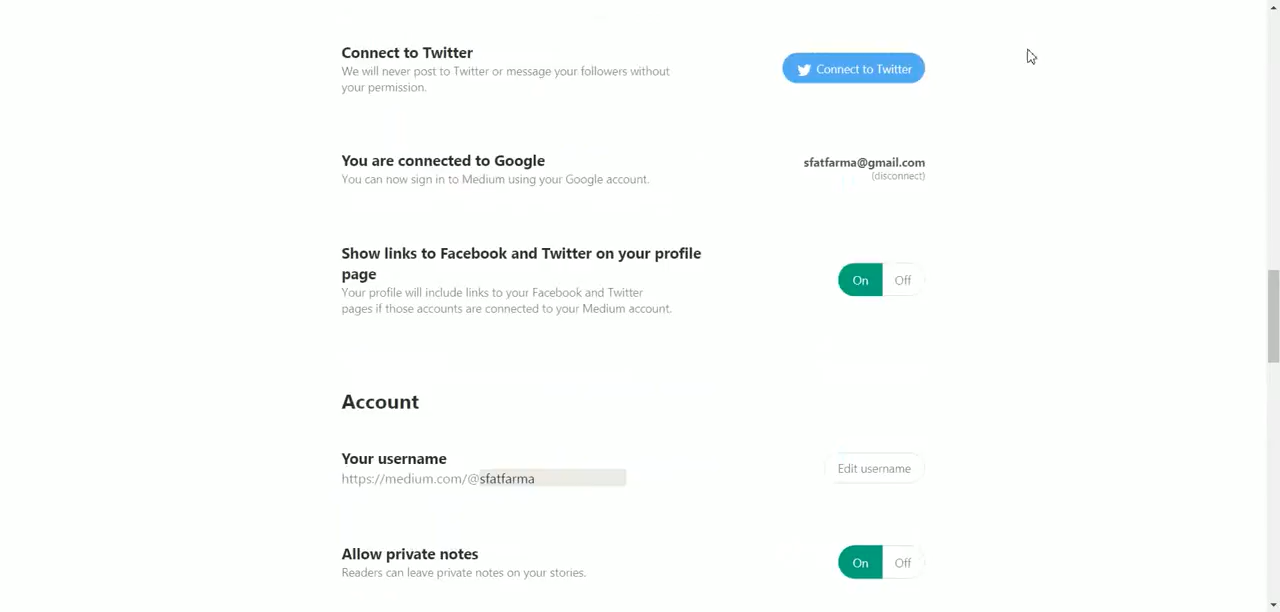 Connect to Twitter
We will never post to Twitter or message your followers without
your permission.
Connect to Twitter
You are connected to Google
You can now sign in to Medium using your Google account.
sfatfarma@gmail.com
(disconnect)
Show links to Facebook and Twitter on your profile
page
Your profile will include links to your Facebook and Twitter
pages if those accounts are connected to your Medium account.
On Off
Account
Your username
https://medium.com/@sfatfarma
Edit username
Allow private notes
Readers can leave private notes on your stories.
On Off